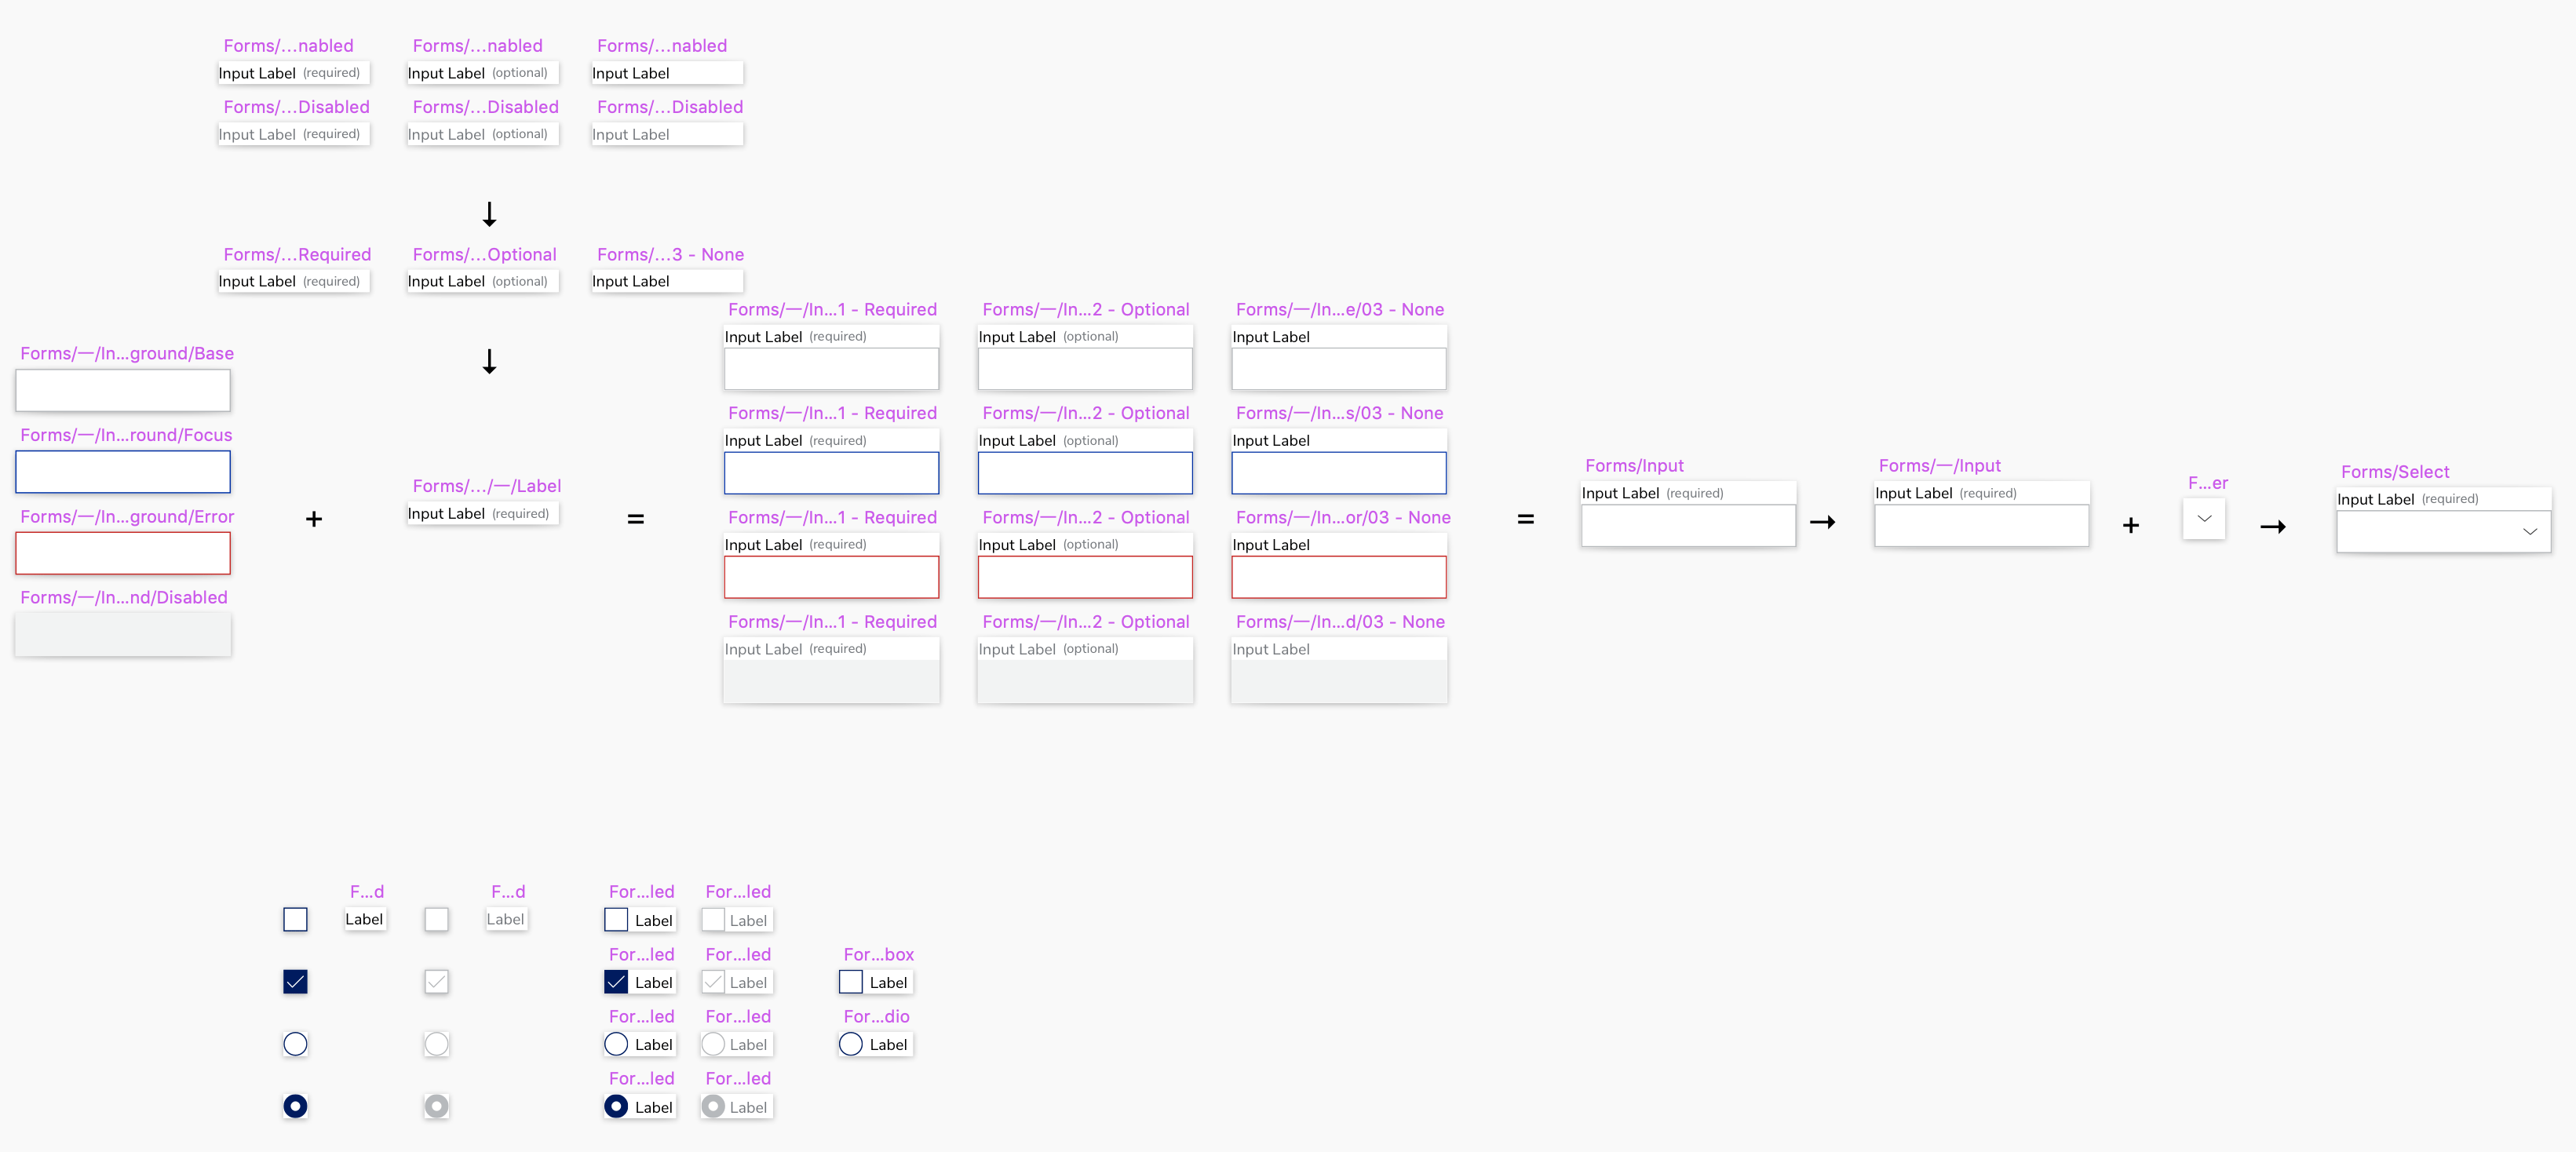 Forms/...nabled Forms/...nabled Forms/...nabled
Input Label (required) Input Label (optional) Input Label
Forms/...Disabled Forms/...Disabled Forms/...Disabled
Input Label (required) Input Label (optional) Input Label
↓
Forms/...Required Forms/...Optional Forms/...3 - None
Input Label (required) Input Label (optional) Input Label
↓
Forms/—/In...ground/Base
Forms/—/In...round/Focus
Forms/—/In...ground/Error
Forms/—/In...nd/Disabled
+
Forms/.../—/Label
Input Label (required)
=
Forms/—/In...1 - Required Forms/—/In...2 - Optional Forms/—/In...e/03 - None
Input Label (required) Input Label (optional) Input Label
Forms/—/In...1 - Required Forms/—/In...2 - Optional Forms/—/In...s/03 - None
Input Label (required) Input Label (optional) Input Label
Forms/—/In...1 - Required Forms/—/In...2 - Optional Forms/—/In...or/03 - None
Input Label (required) Input Label (optional) Input Label
Forms/—/In...1 - Required Forms/—/In...2 - Optional Forms/—/In...d/03 - None
Input Label (required) Input Label (optional) Input Label
=
Forms/Input
Input Label (required)
→
Forms/—/Input
Input Label (required)
+
F...er
→
Forms/Select
Input Label (required)
F...d F...d For...led For...led
Label Label Label Label
For...led For...led For...box
Label Label Label
For...led For...led For...dio
Label Label Label
For...led For...led
Label Label